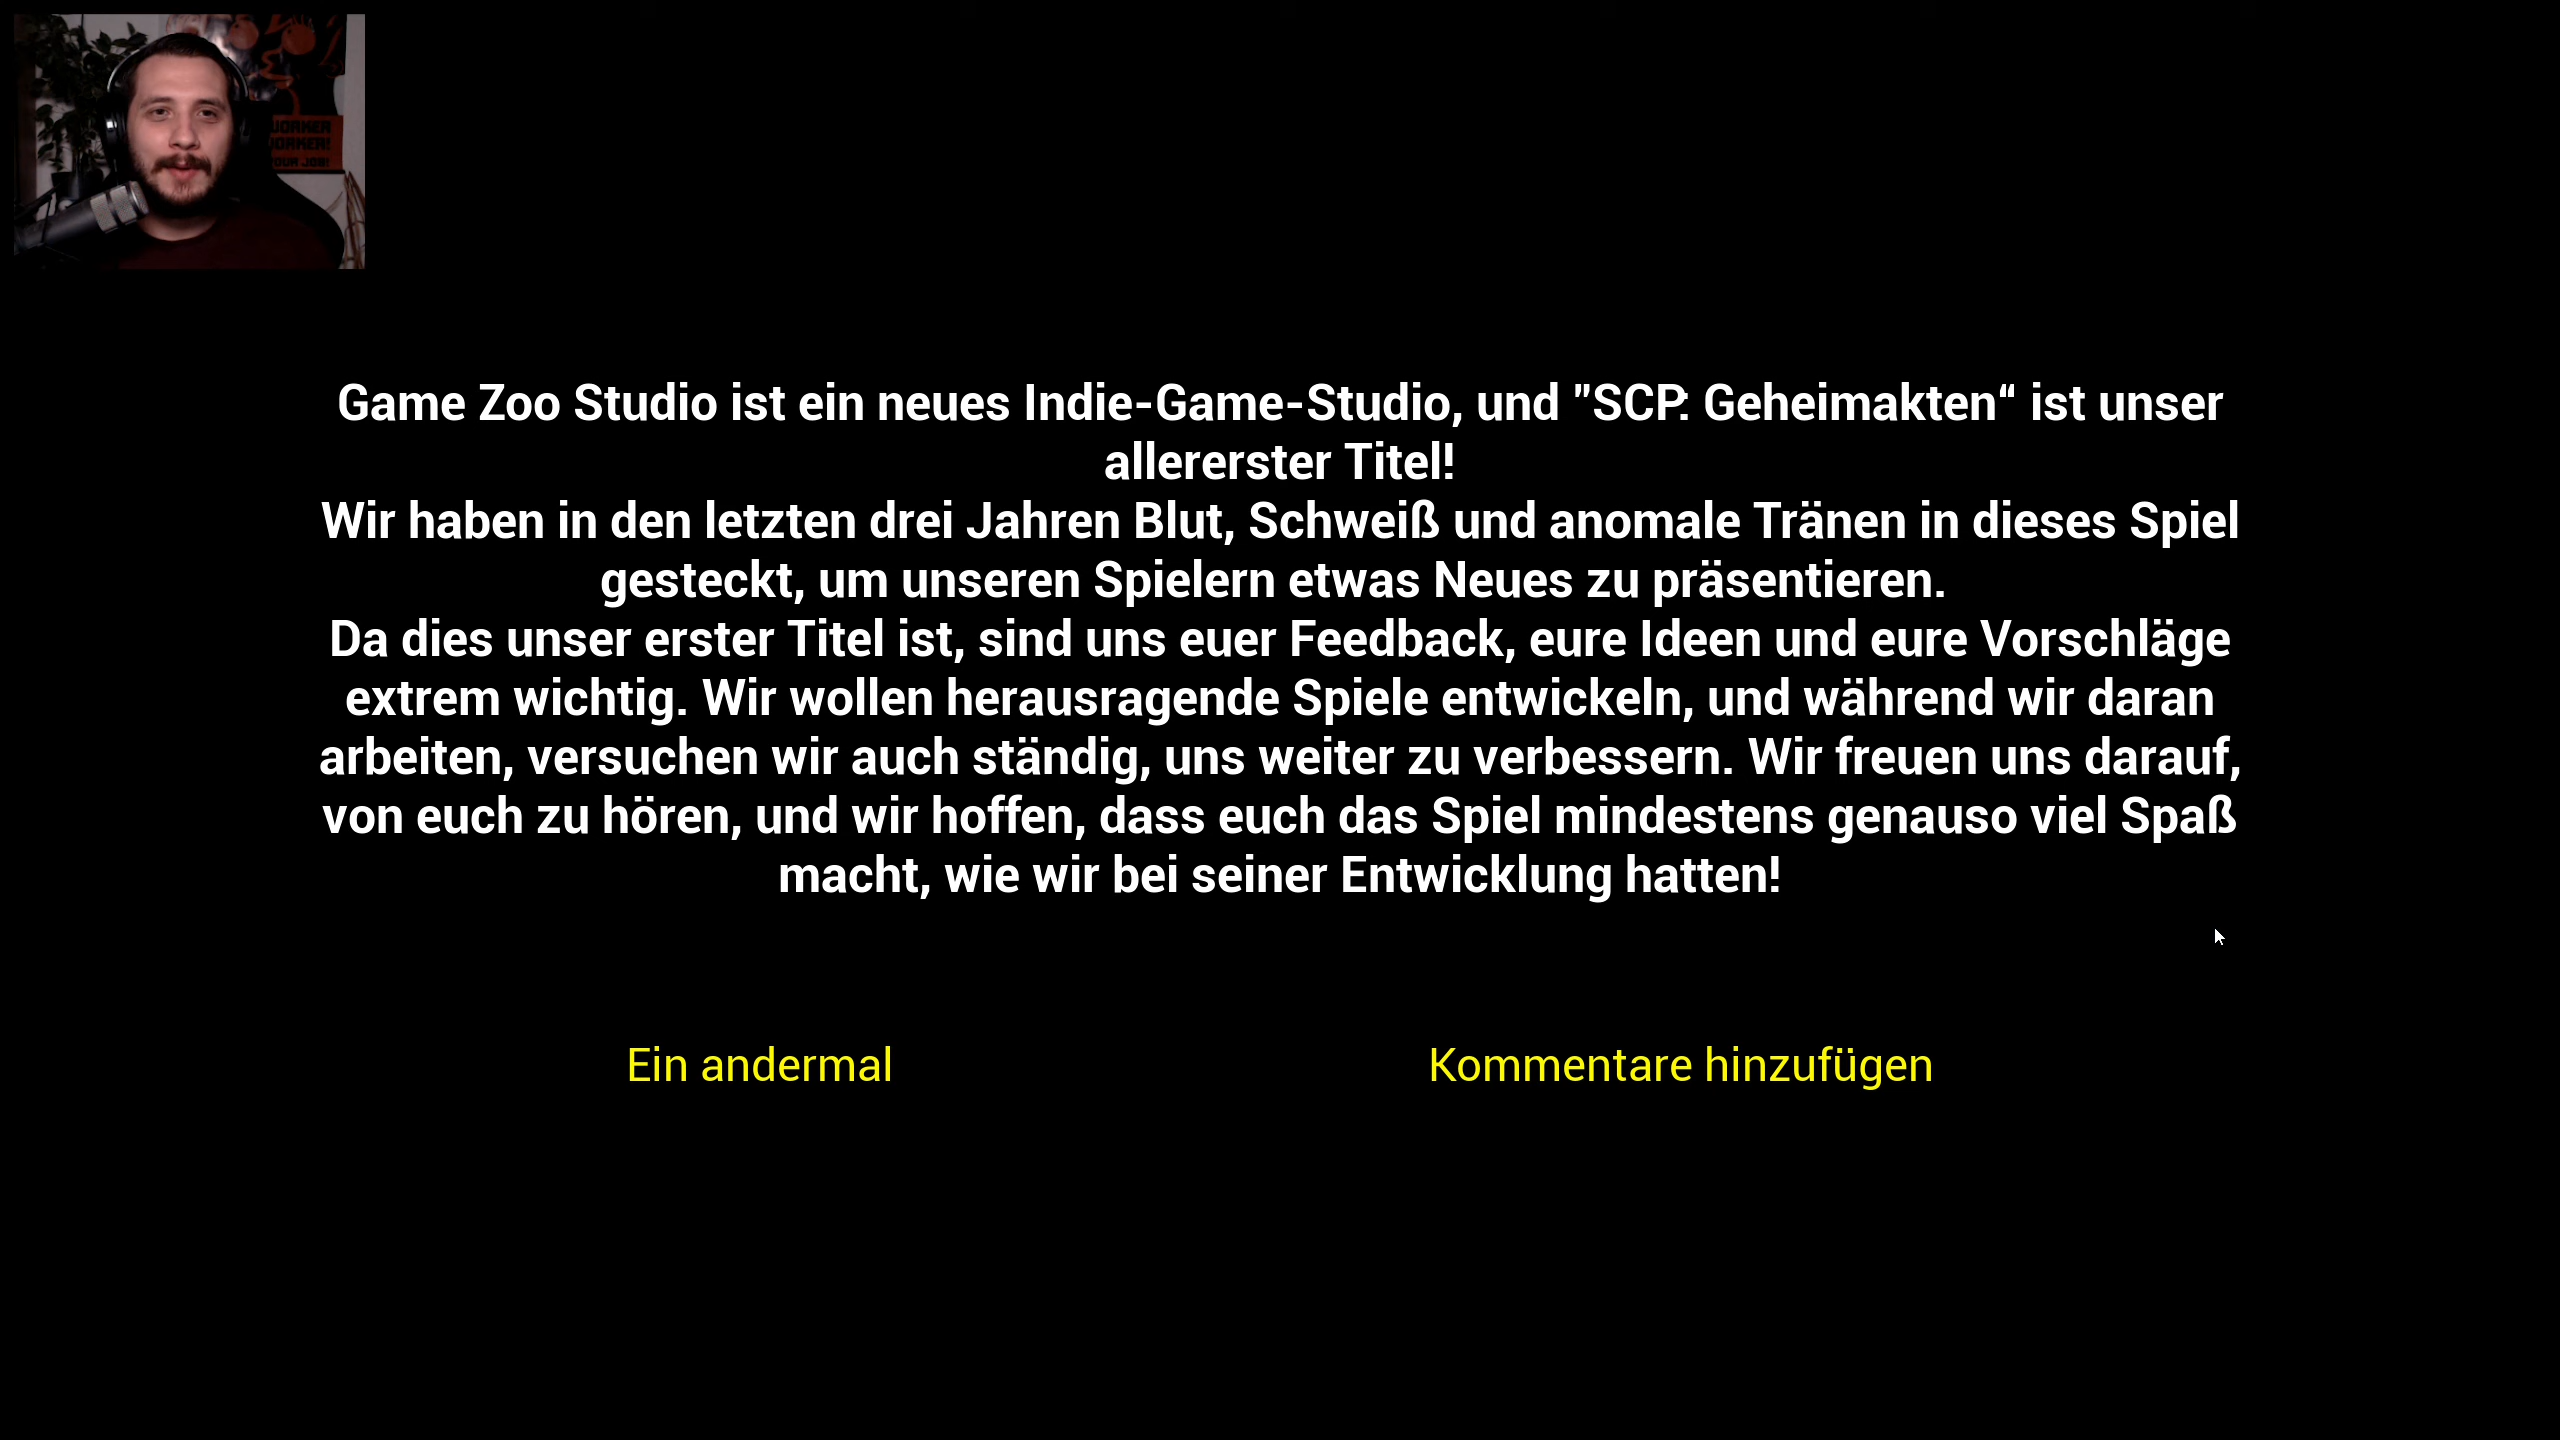 WORKER
WORKER!
YOUR JOB!
Game Zoo Studio ist ein neues Indie-Game-Studio, und "SCP: Geheimakten“ ist unser
allererster Titel!
Wir haben in den letzten drei Jahren Blut, Schweiß und anomale Tränen in dieses Spiel
gesteckt, um unseren Spielern etwas Neues zu präsentieren.
Da dies unser erster Titel ist, sind uns euer Feedback, eure Ideen und eure Vorschläge
extrem wichtig. Wir wollen herausragende Spiele entwickeln, und während wir daran
arbeiten, versuchen wir auch ständig, uns weiter zu verbessern. Wir freuen uns darauf,
von euch zu hören, und wir hoffen, dass euch das Spiel mindestens genauso viel Spaß
macht, wie wir bei seiner Entwicklung hatten!
Ein andermal
Kommentare hinzufügen